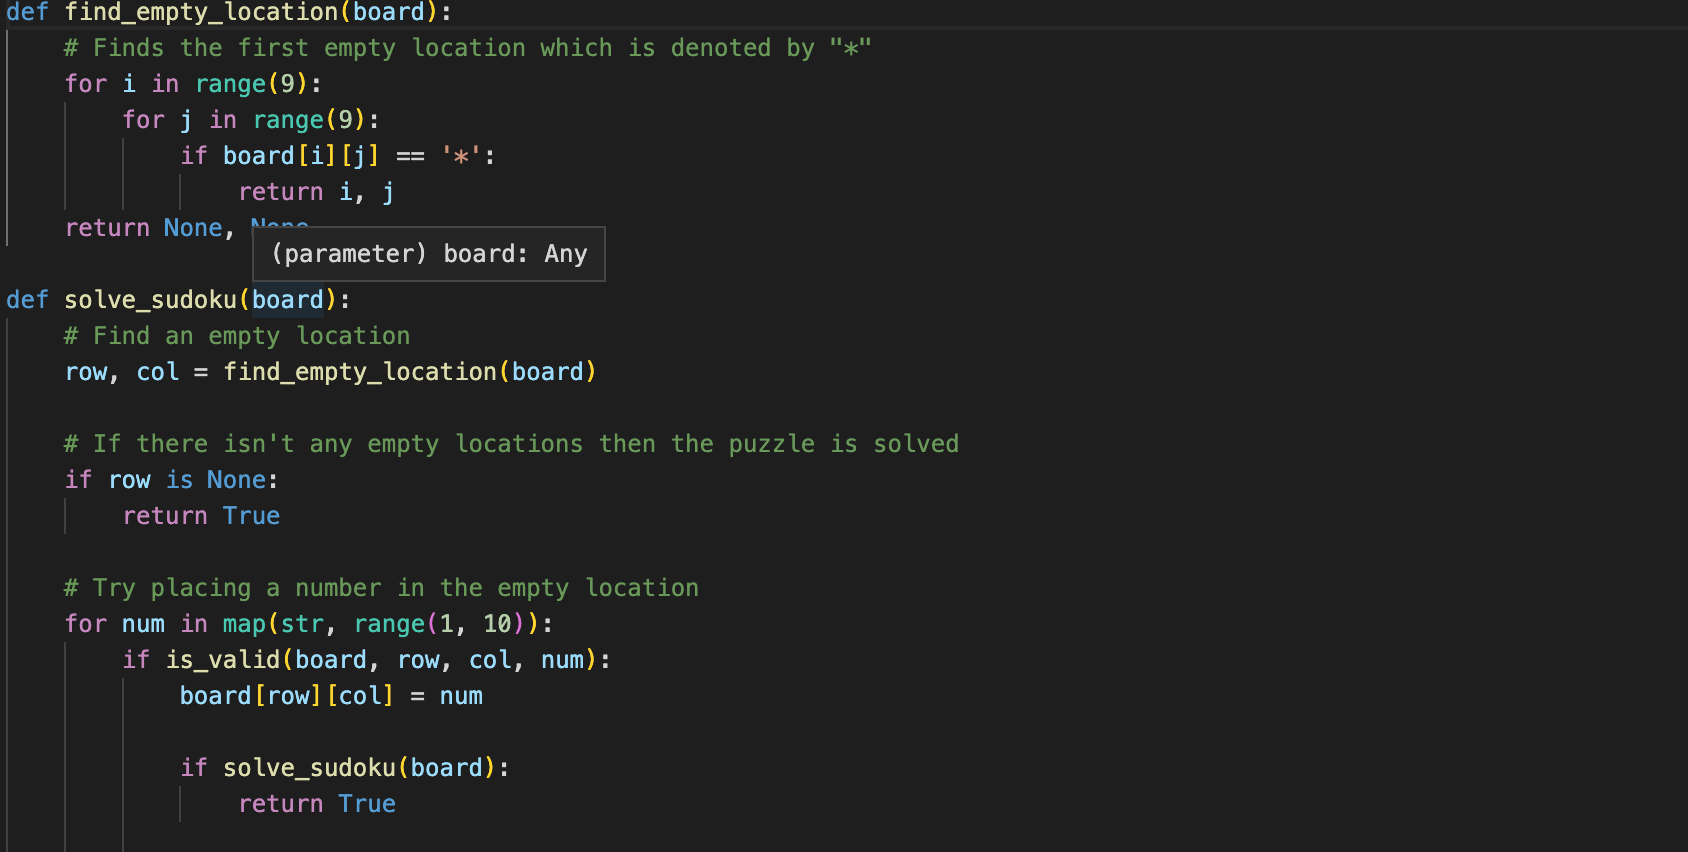 def find_empty_location(board):
    # Finds the first empty location which is denoted by "*"
    for i in range(9):
        for j in range(9):
            if board[i][j] == '*':
                return i, j
    return None, None
(parameter) board: Any
def solve_sudoku(board):
    # Find an empty location
    row, col = find_empty_location(board)
    # If there isn't any empty locations then the puzzle is solved
    if row is None:
        return True
    # Try placing a number in the empty location
    for num in map(str, range(1, 10)):
        if is_valid(board, row, col, num):
            board[row][col] = num
            if solve_sudoku(board):
                return True